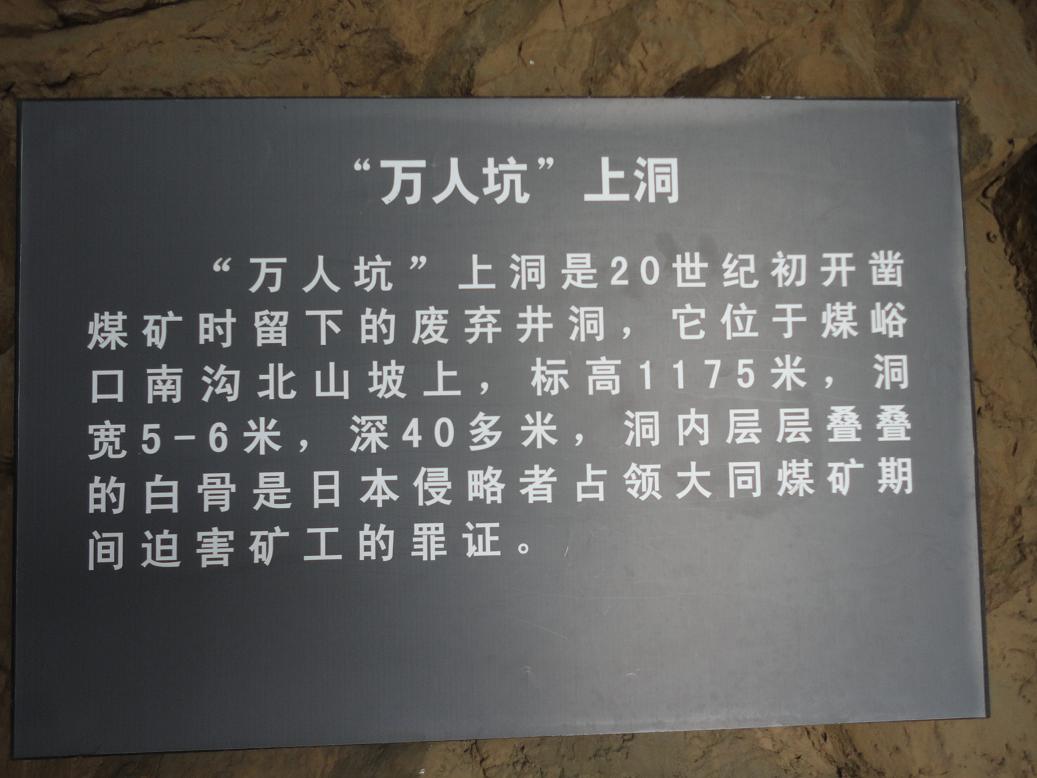 “万人坑”上洞
“万人坑”上洞是20世纪初开凿
煤矿时留下的废弃井洞，它位于煤峪
口南沟北山坡上，标高1175米，洞
宽5-6米，深40多米，洞内层层叠叠
的白骨是日本侵略者占领大同煤矿期
间迫害矿工的罪证。